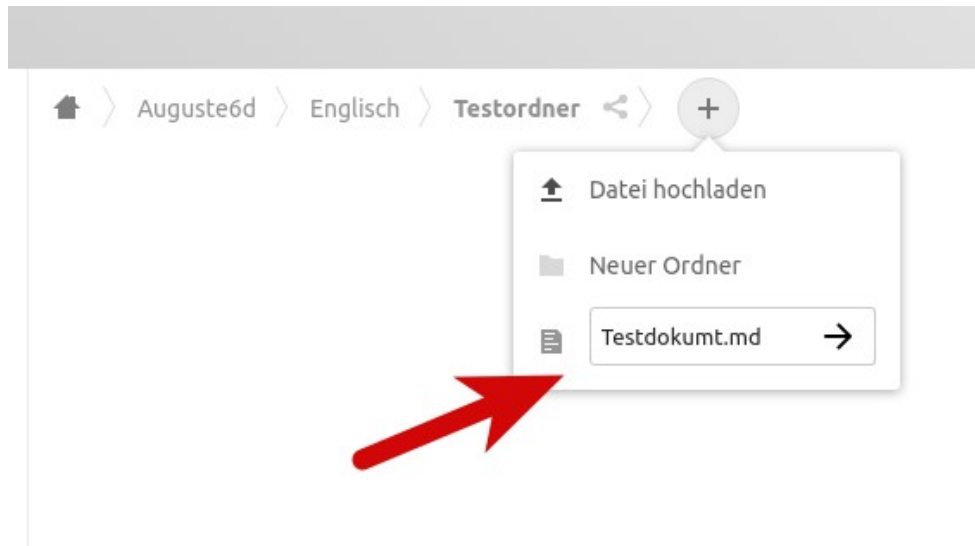 Auguste6d Englisch Testordner
Datei hochladen
Neuer Ordner
Testdokumt.md